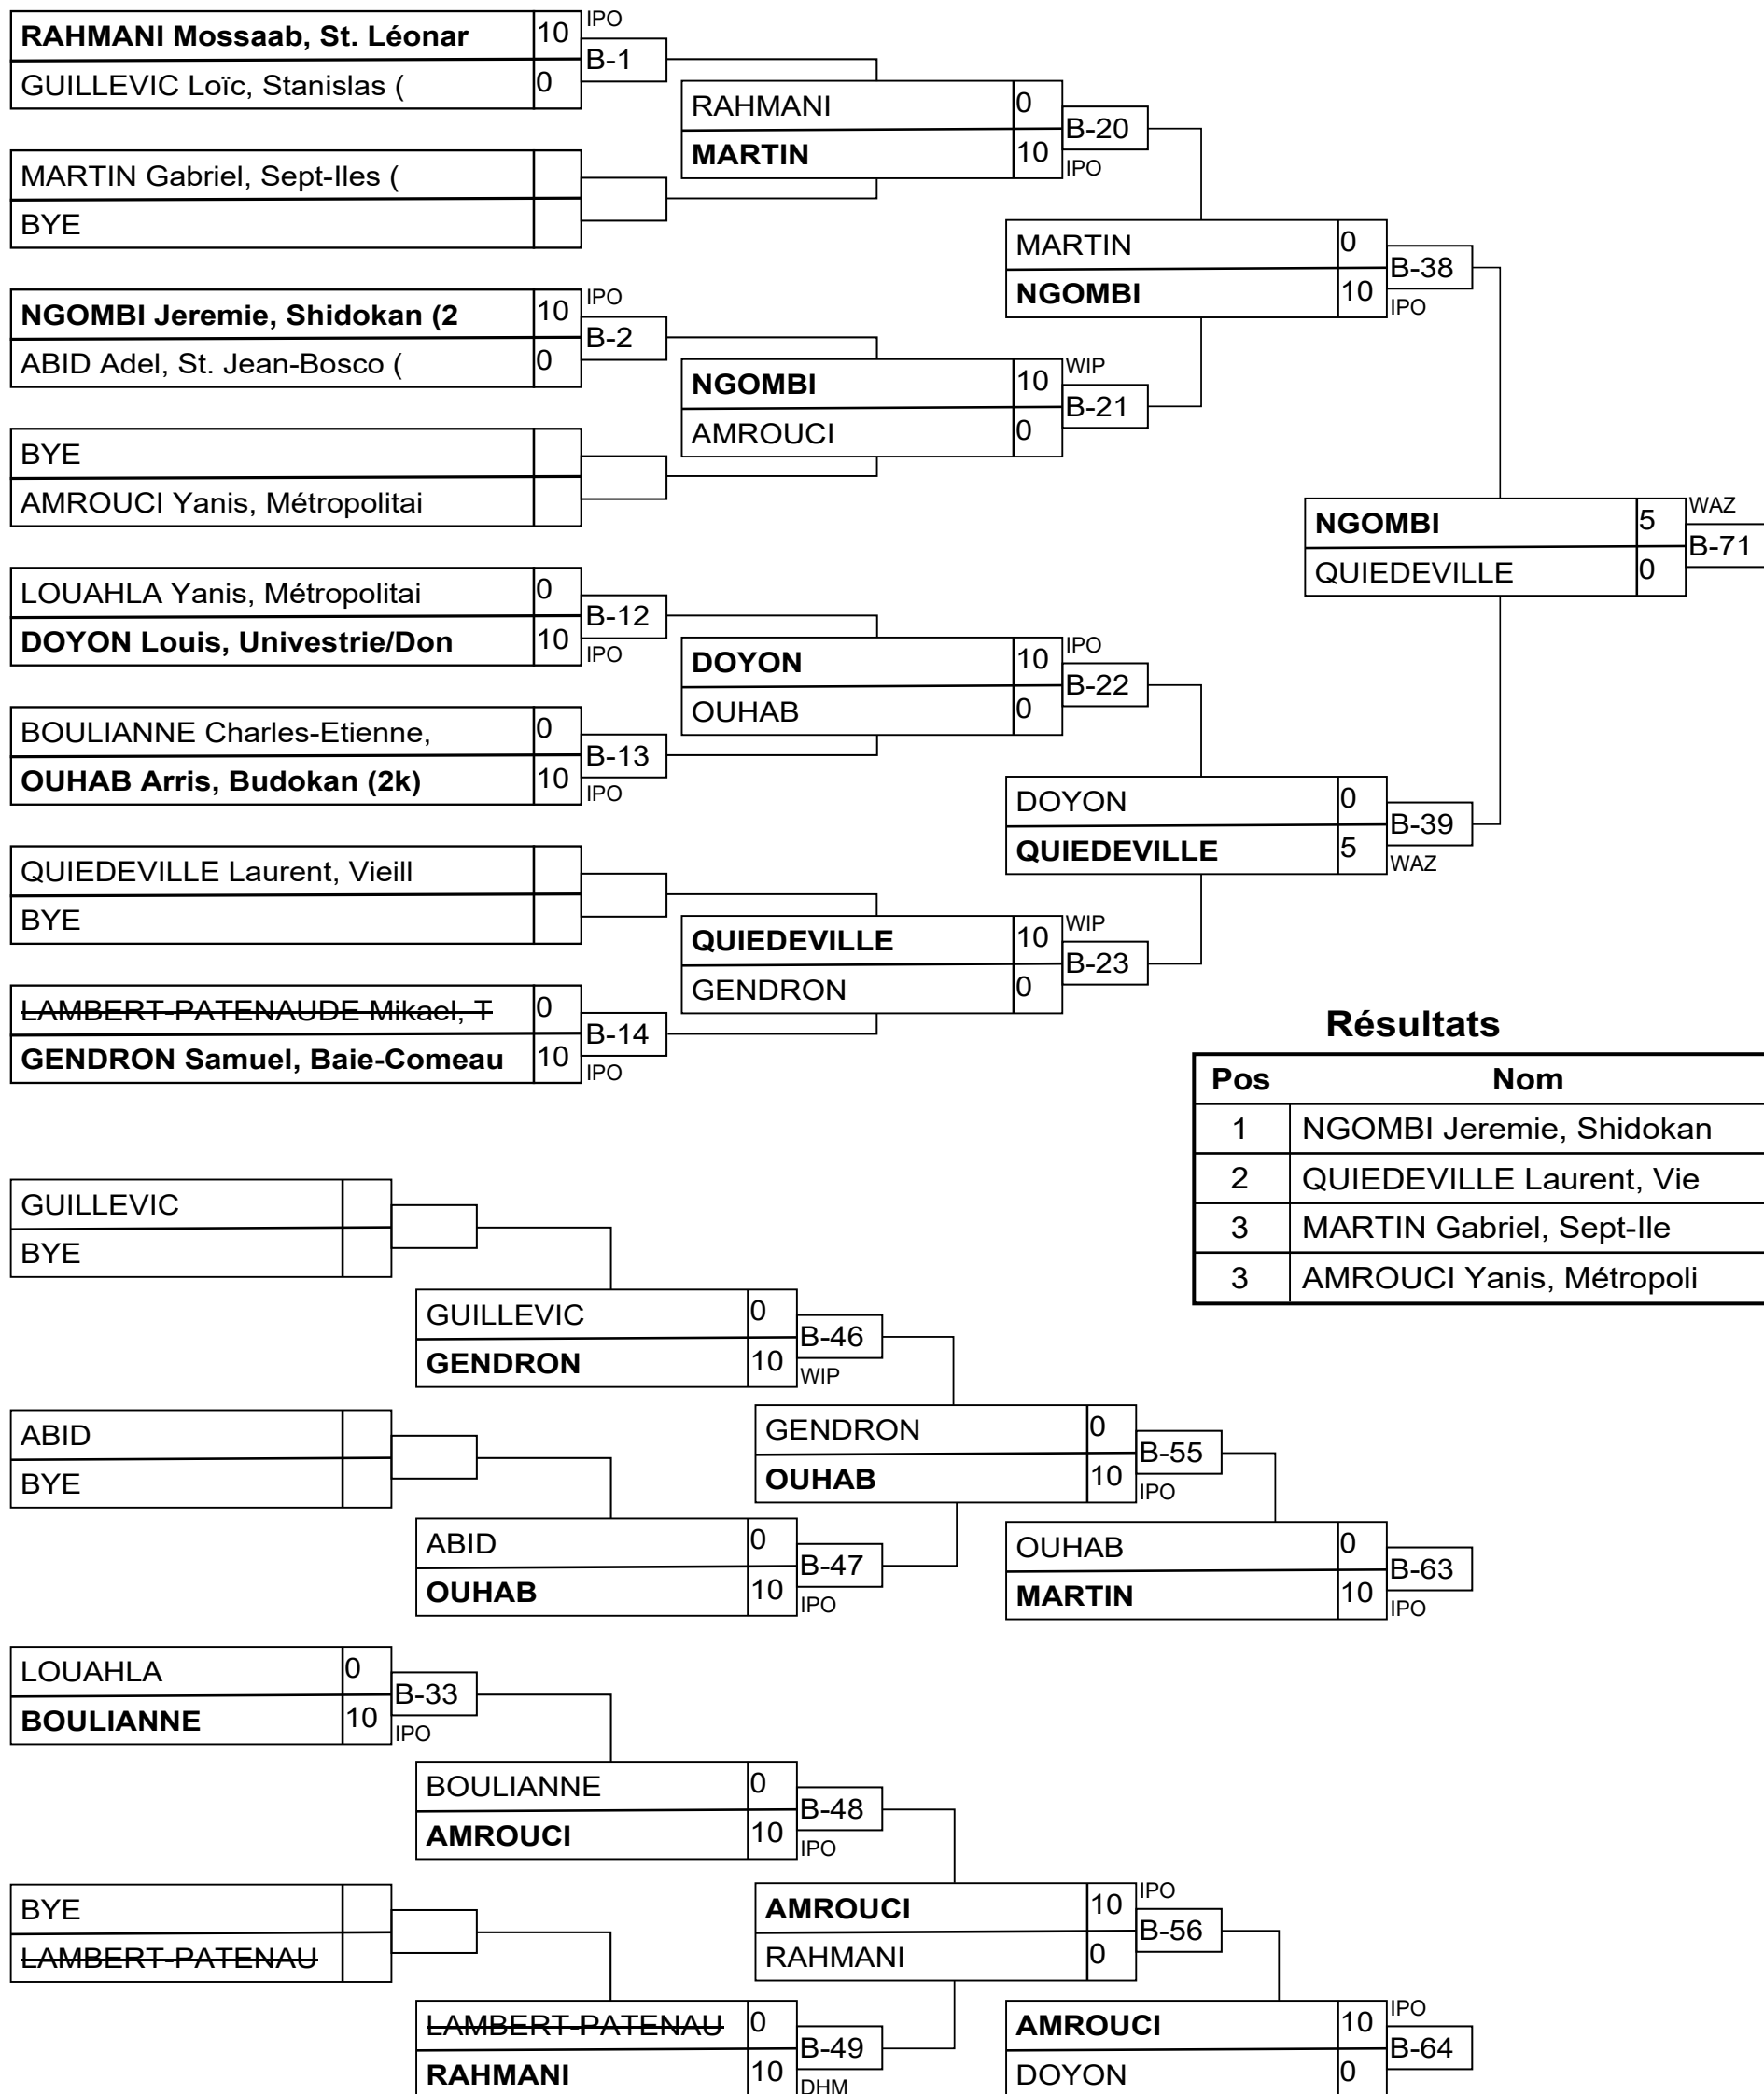 RAHMANI Mossaab, St. Léonar 10 IPO
B-1
GUILLEVIC Loïc, Stanislas ( 0
MARTIN Gabriel, Sept-Iles (
BYE
NGOMBI Jeremie, Shidokan (2 10 IPO
B-2
ABID Adel, St. Jean-Bosco ( 0
BYE
AMROUCI Yanis, Métropolitai
LOUAHLA Yanis, Métropolitai 0
B-12
DOYON Louis, Univestrie/Don 10 IPO
BOULIANNE Charles-Etienne, 0
B-13
OUHAB Arris, Budokan (2k) 10 IPO
QUIEDEVILLE Laurent, Vieill
BYE
LAMBERT-PATENAUDE Mikael, T 0
B-14
GENDRON Samuel, Baie-Comeau 10 IPO
RAHMANI 0
B-20
MARTIN 10 IPO
NGOMBI 10 WIP
B-21
AMROUCI 0
DOYON 10 IPO
B-22
OUHAB 0
QUIEDEVILLE 10 WIP
B-23
GENDRON 0
MARTIN 0
B-38
NGOMBI 10 IPO
DOYON 0
B-39
QUIEDEVILLE 5 WAZ
NGOMBI 5 WAZ
B-71
QUIEDEVILLE 0
Résultats
Pos Nom
1 NGOMBI Jeremie, Shidokan
2 QUIEDEVILLE Laurent, Vie
3 MARTIN Gabriel, Sept-Ile
3 AMROUCI Yanis, Métropoli
GUILLEVIC
BYE
ABID
BYE
LOUAHLA 0
B-33
BOULIANNE 10 IPO
BYE
LAMBERT-PATENAU
GUILLEVIC 0
B-46
GENDRON 10 WIP
ABID 0
B-47
OUHAB 10 IPO
BOULIANNE 0
B-48
AMROUCI 10 IPO
LAMBERT-PATENAU 0
B-49
RAHMANI 10 DHM
GENDRON 0
B-55
OUHAB 10 IPO
AMROUCI 10 IPO
B-56
RAHMANI 0
OUHAB 0
B-63
MARTIN 10 IPO
AMROUCI 10 IPO
B-64
DOYON 0